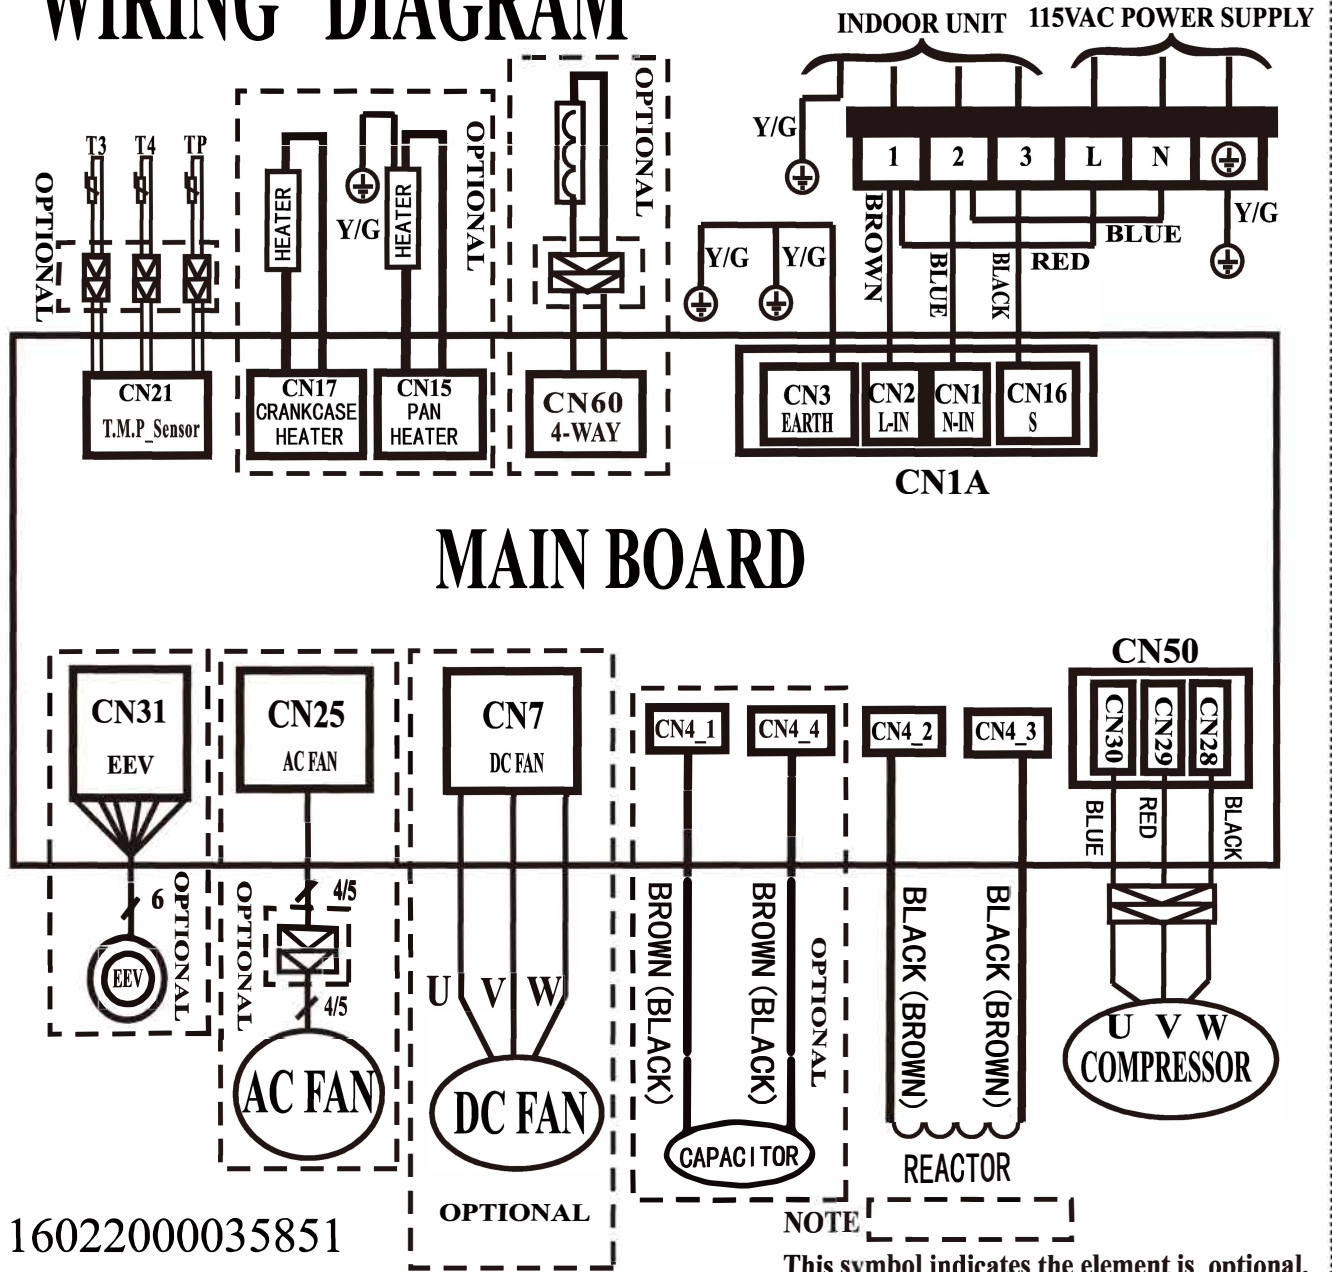 WIRING DIAGRAM
INDOOR UNIT
115VAC POWER SUPPLY
OPTIONAL
T3
T4
TP
OPTIONAL
HEATER
Y/G
HEATER
OPTIONAL
Y/G
1
2
3
L
N
Y/G
Y/G
Y/G
BROWN
BLUE
BLACK
BLUE
RED
OPTIONAL
CN21
T.M.P_Sensor
CN17
CRANKCASE
HEATER
CN15
PAN
HEATER
CN60
4-WAY
CN3
EARTH
CN2
L-IN
CN1
N-IN
CN16
S
CN1A
MAIN BOARD
CN31
EEV
CN25
AC FAN
CN7
DC FAN
CN4_1
CN4_4
CN4_2
CN4_3
CN50
CN30
CN29
CN28
BLUE
RED
BLACK
6
OPTIONAL
EEV
OPTIONAL
4/5
4/5
AC FAN
U V W
DC FAN
OPTIONAL
BROWN (BLACK)
BROWN (BLACK)
OPTIONAL
CAPACITOR
BLACK (BROWN)
BLACK (BROWN)
REACTOR
U V W
COMPRESSOR
16022000035851
NOTE
This symbol indicates the element is optional.